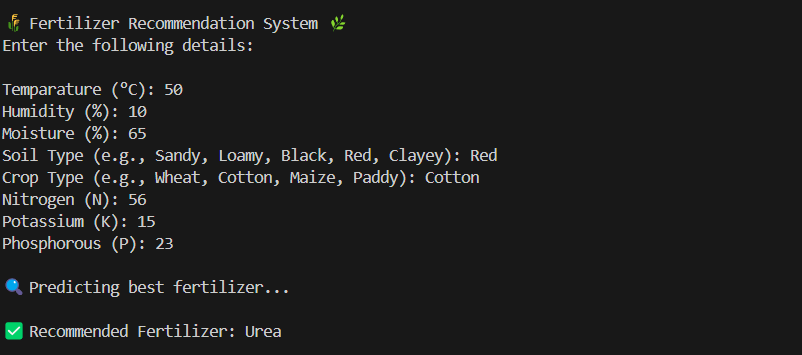 🌾 Fertilizer Recommendation System 🌿
Enter the following details:
Temparature (°C): 50
Humidity (%): 10
Moisture (%): 65
Soil Type (e.g., Sandy, Loamy, Black, Red, Clayey): Red
Crop Type (e.g., Wheat, Cotton, Maize, Paddy): Cotton
Nitrogen (N): 56
Potassium (K): 15
Phosphorous (P): 23
🔍 Predicting best fertilizer...
✅ Recommended Fertilizer: Urea